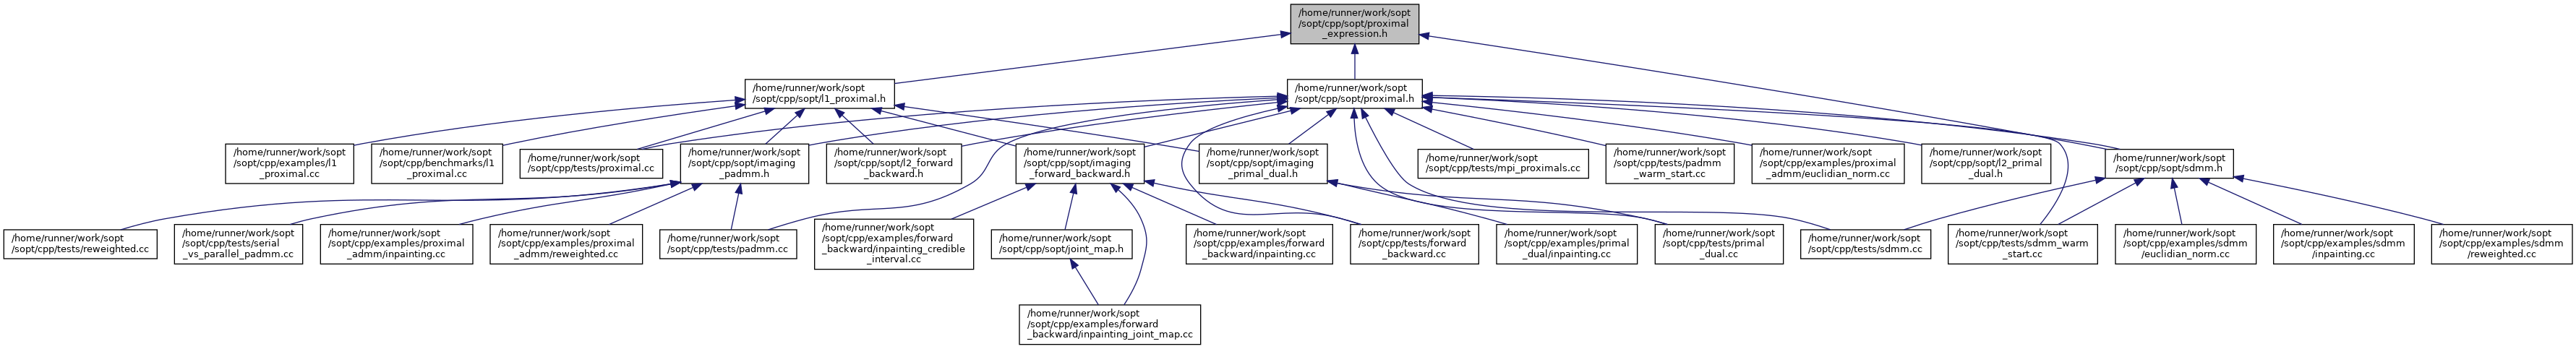 /home/runner/work/sopt
/sopt/cpp/sopt/proximal
_expression.h
/home/runner/work/sopt
/sopt/cpp/sopt/l1_proximal.h
/home/runner/work/sopt
/sopt/cpp/sopt/proximal.h
/home/runner/work/sopt
/sopt/cpp/examples/l1
_proximal.cc
/home/runner/work/sopt
/sopt/cpp/benchmarks/l1
_proximal.cc
/home/runner/work/sopt
/sopt/cpp/tests/proximal.cc
/home/runner/work/sopt
/sopt/cpp/sopt/imaging
_padmm.h
/home/runner/work/sopt
/sopt/cpp/sopt/l2_forward
_backward.h
/home/runner/work/sopt
/sopt/cpp/sopt/imaging
_forward_backward.h
/home/runner/work/sopt
/sopt/cpp/sopt/imaging
_primal_dual.h
/home/runner/work/sopt
/sopt/cpp/tests/mpi_proximals.cc
/home/runner/work/sopt
/sopt/cpp/tests/padmm
_warm_start.cc
/home/runner/work/sopt
/sopt/cpp/examples/proximal
_admm/euclidian_norm.cc
/home/runner/work/sopt
/sopt/cpp/sopt/l2_primal
_dual.h
/home/runner/work/sopt
/sopt/cpp/sopt/sdmm.h
/home/runner/work/sopt
/sopt/cpp/tests/reweighted.cc
/home/runner/work/sopt
/sopt/cpp/tests/serial
_vs_parallel_padmm.cc
/home/runner/work/sopt
/sopt/cpp/examples/proximal
_admm/inpainting.cc
/home/runner/work/sopt
/sopt/cpp/examples/proximal
_admm/reweighted.cc
/home/runner/work/sopt
/sopt/cpp/tests/padmm.cc
/home/runner/work/sopt
/sopt/cpp/examples/forward
_backward/inpainting_credible
_interval.cc
/home/runner/work/sopt
/sopt/cpp/sopt/joint_map.h
/home/runner/work/sopt
/sopt/cpp/examples/forward
_backward/inpainting.cc
/home/runner/work/sopt
/sopt/cpp/tests/forward
_backward.cc
/home/runner/work/sopt
/sopt/cpp/examples/primal
_dual/inpainting.cc
/home/runner/work/sopt
/sopt/cpp/tests/primal
_dual.cc
/home/runner/work/sopt
/sopt/cpp/tests/sdmm.cc
/home/runner/work/sopt
/sopt/cpp/tests/sdmm_warm
_start.cc
/home/runner/work/sopt
/sopt/cpp/examples/sdmm
/euclidian_norm.cc
/home/runner/work/sopt
/sopt/cpp/examples/sdmm
/inpainting.cc
/home/runner/work/sopt
/sopt/cpp/examples/sdmm
/reweighted.cc
/home/runner/work/sopt
/sopt/cpp/examples/forward
_backward/inpainting_joint_map.cc